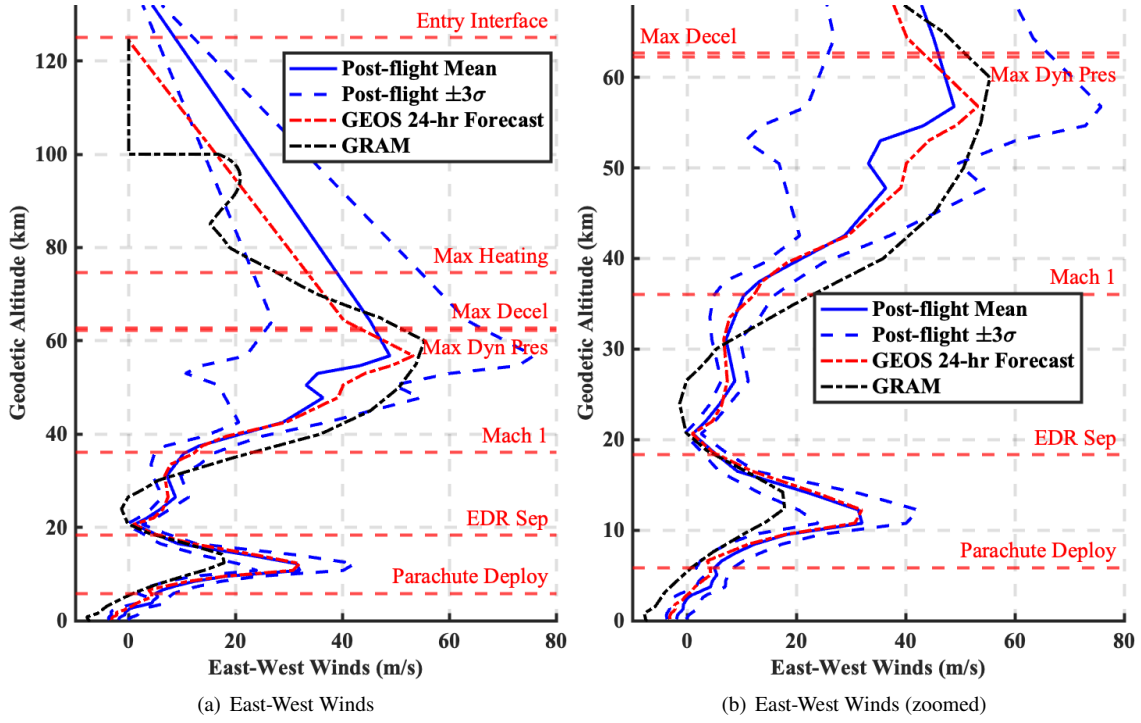 Entry Interface
Post-flight Mean
Post-flight ±3σ
GEOS 24-hr Forecast
GRAM
Max Heating
Max Decel
Max Dyn Pres
Mach 1
EDR Sep
Parachute Deploy
120
100
80
60
40
20
0
Geodetic Altitude (km)
0 20 40 60 80
East-West Winds (m/s)
(a) East-West Winds
Max Decel
Max Dyn Pres
Mach 1
Post-flight Mean
Post-flight ±3σ
GEOS 24-hr Forecast
GRAM
EDR Sep
Parachute Deploy
60
50
40
30
20
10
0
Geodetic Altitude (km)
-10 0 20 40 60 80
East-West Winds (m/s)
(b) East-West Winds (zoomed)